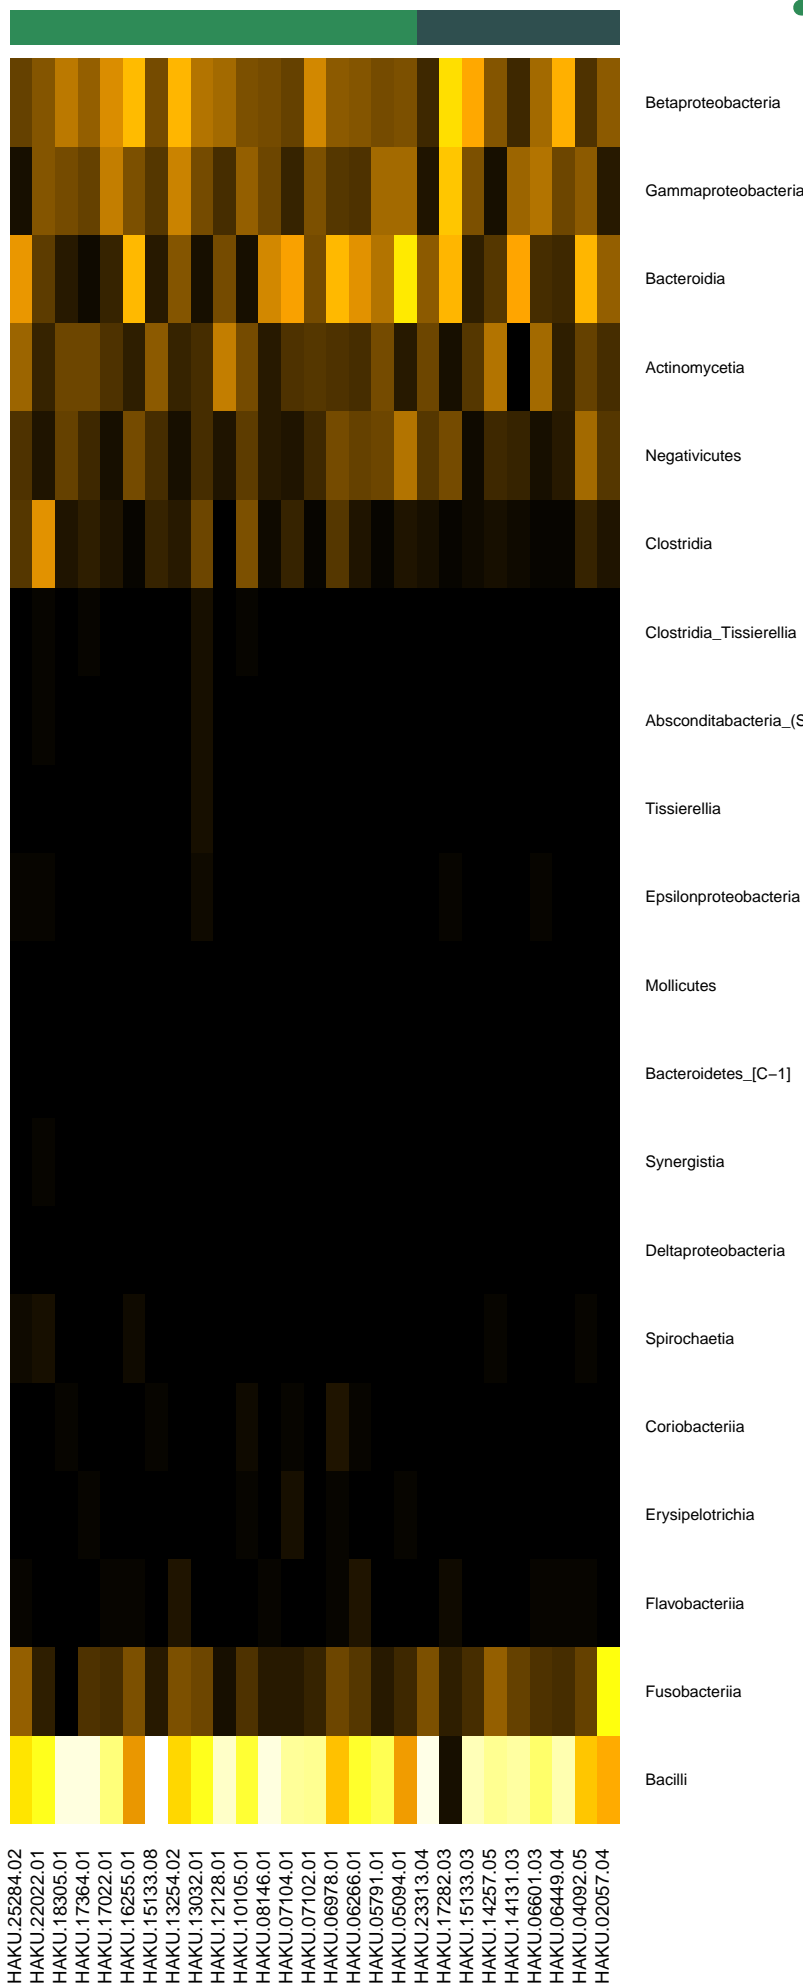 Betaproteobacteria
Gammaproteobacteria
Bacteroidia
Actinomycetia
Negativicutes
Clostridia
Clostridia_Tissierellia
Absconditabacteria_(S
Tissierellia
Epsilonproteobacteria
Mollicutes
Bacteroidetes_[C−1]
Synergistia
Deltaproteobacteria
Spirochaetia
Coriobacteriia
Erysipelotrichia
Flavobacteriia
Fusobacteriia
Bacilli
HAKU.25284.02
HAKU.22022.01
HAKU.18305.01
HAKU.17364.01
HAKU.17022.01
HAKU.16255.01
HAKU.15133.08
HAKU.13254.02
HAKU.13032.01
HAKU.12128.01
HAKU.10105.01
HAKU.08146.01
HAKU.07104.01
HAKU.07102.01
HAKU.06978.01
HAKU.06266.01
HAKU.05791.01
HAKU.05094.01
HAKU.23313.04
HAKU.17282.03
HAKU.15133.03
HAKU.14257.05
HAKU.14131.03
HAKU.06601.03
HAKU.06449.04
HAKU.04092.05
HAKU.02057.04